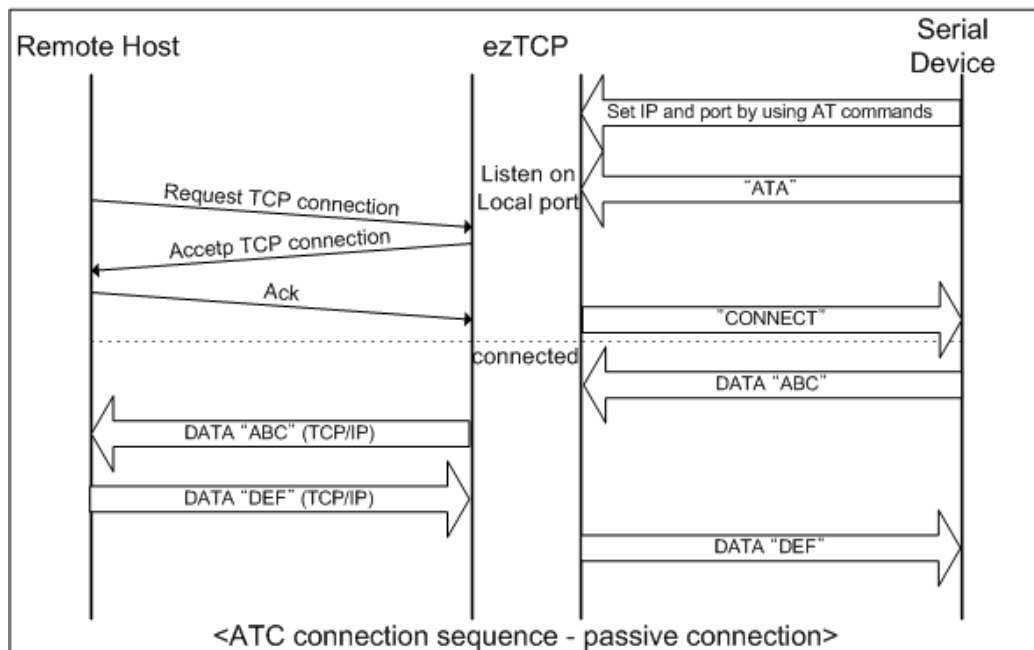 Remote Host
ezTCP
Serial
Device
Set IP and port by using AT commands
Listen on
Local port
"ATA"
Request TCP connection
Accetp TCP connection
Ack
"CONNECT"
connected
DATA "ABC"
DATA "ABC" (TCP/IP)
DATA "DEF" (TCP/IP)
DATA "DEF"
<ATC connection sequence - passive connection>